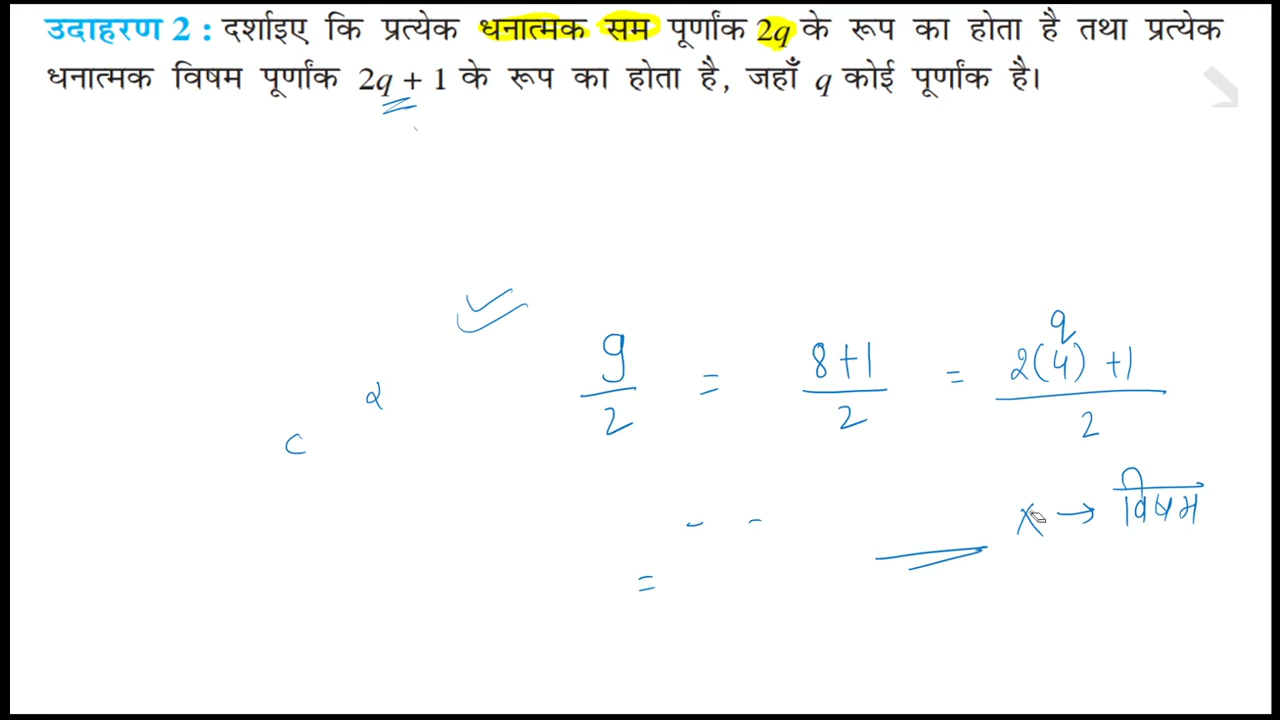 उदाहरण 2 : दर्शाइए कि प्रत्येक धनात्मक सम पूर्णांक 2q के रूप का होता है तथा प्रत्येक
धनात्मक विषम पूर्णांक 2q + 1 के रूप का होता है, जहाँ q कोई पूर्णांक है।
q
9/2 = 8+1/2 = 2(4)+1/2
→ विषम